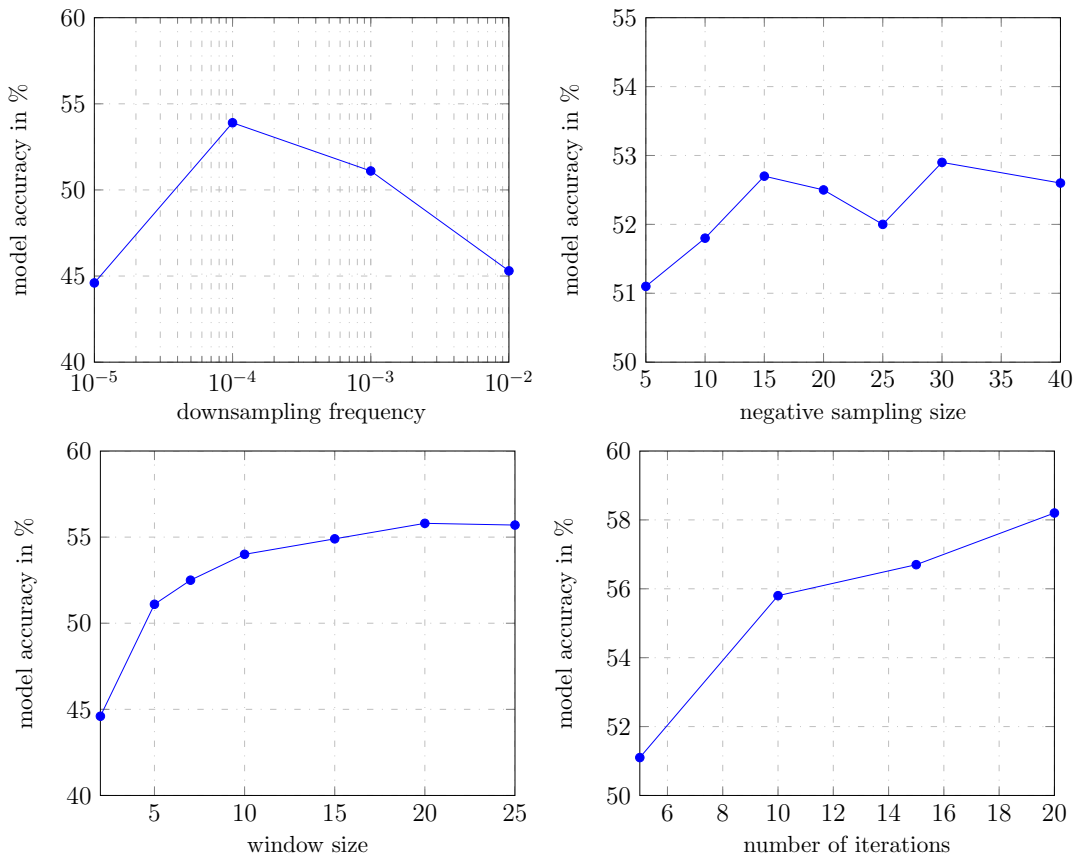 model accuracy in %
60
55
50
45
40
10⁻⁵ 10⁻⁴ 10⁻³ 10⁻²
downsampling frequency
model accuracy in %
55
54
53
52
51
50
5 10 15 20 25 30 35 40
negative sampling size
model accuracy in %
60
55
50
45
40
5 10 15 20 25
window size
model accuracy in %
60
58
56
54
52
50
6 8 10 12 14 16 18 20
number of iterations